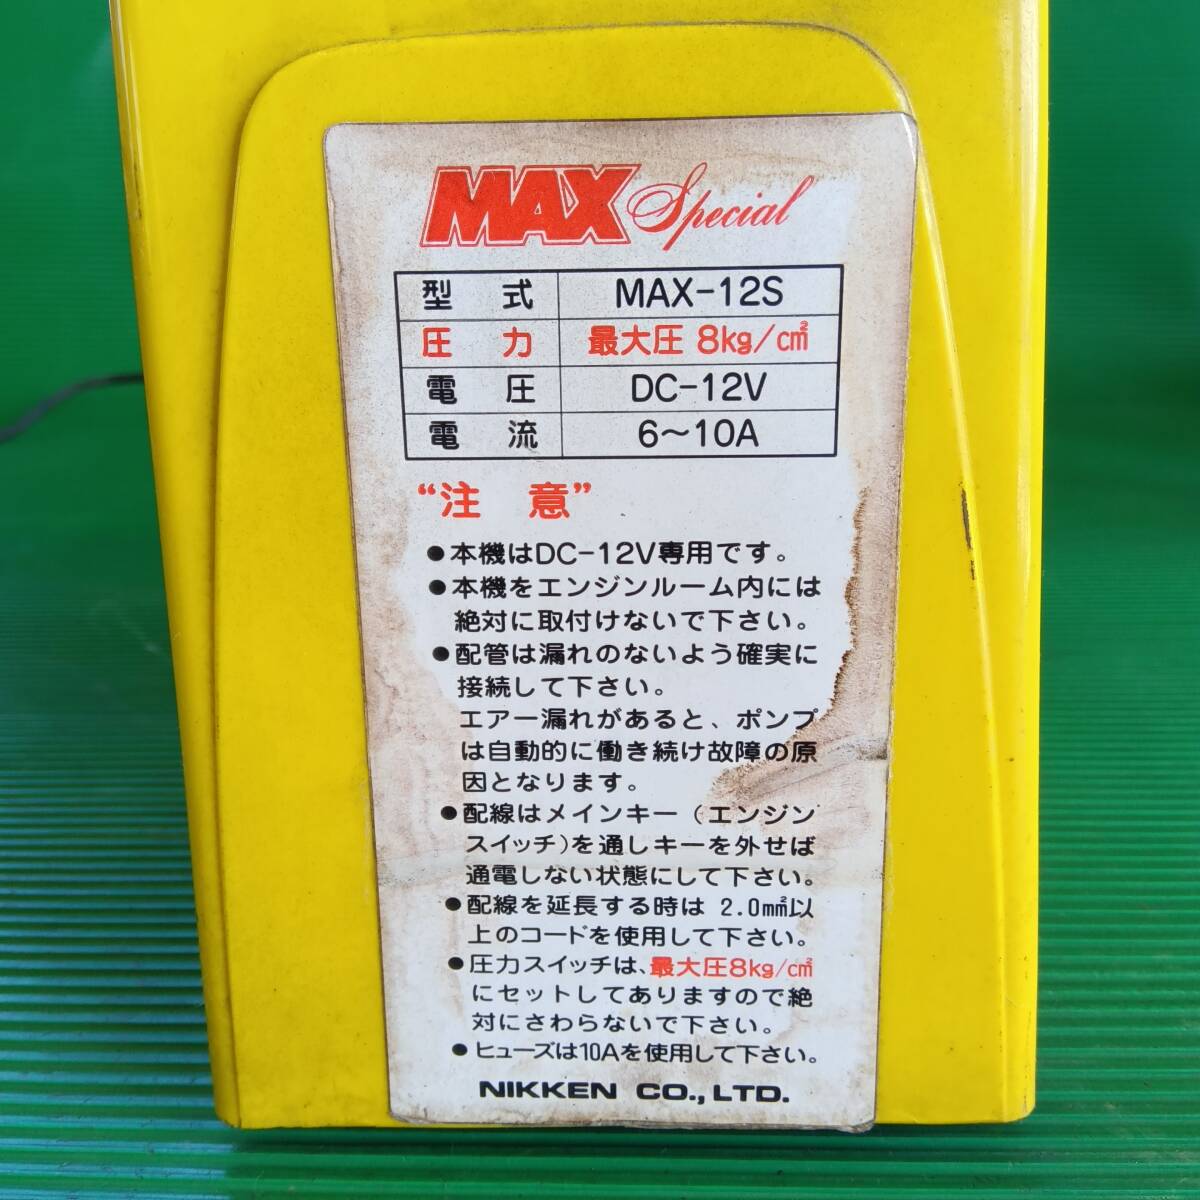 MAX Special
型式 MAX-12S
圧力 最大圧 8kg/c㎡
電圧 DC-12V
電流 6～10A
“注意”
●本機はDC-12V専用です。
●本機をエンジンルーム内には
絶対に取付けないで下さい。
●配管は漏れのないよう確実に
接続して下さい。
エアー漏れがあると、ポンプ
は自動的に働き続け故障の原
因となります。
●配線はメインキー(エンジン
スイッチ)を通しキーを外せば
通電しない状態にして下さい。
●配線を延長する時は 2.0m㎡以
上のコードを使用して下さい。
●圧力スイッチは、最大圧8kg/c㎡
にセットしてありますので絶
対にさわらないで下さい。
●ヒューズは10Aを使用して下さい。
NIKKEN CO.,LTD.